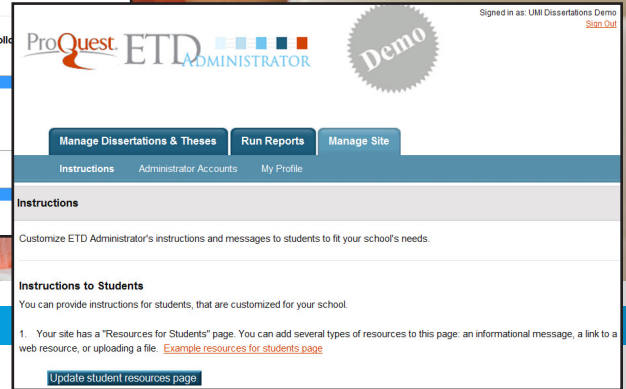 Signed in as: UMI Dissertations Demo
Sign Out
ProQuest. ETD ADMINISTRATOR
Demo
Manage Dissertations & Theses Run Reports Manage Site
Instructions Administrator Accounts My Profile
Instructions
Customize ETD Administrator's instructions and messages to students to fit your school's needs.
Instructions to Students
You can provide instructions for students, that are customized for your school.
1. Your site has a "Resources for Students" page. You can add several types of resources to this page: an informational message, a link to a
web resource, or uploading a file. Example resources for students page
Update student resources page